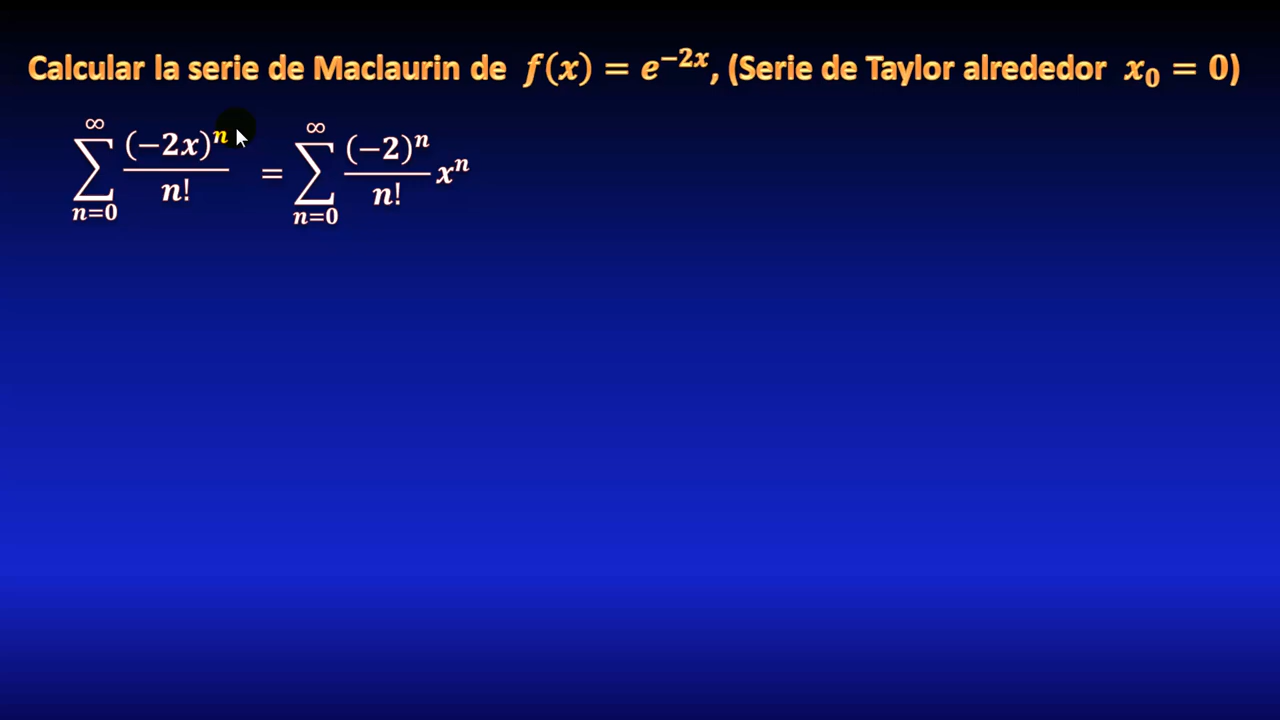 Calcular la serie de Maclaurin de $f(x) = e^{-2x}$, (Serie de Taylor alrededor $x_0 = 0$)
$\sum_{n=0}^{\infty} \frac{(-2x)^n}{n!} = \sum_{n=0}^{\infty} \frac{(-2)^n}{n!} x^n$